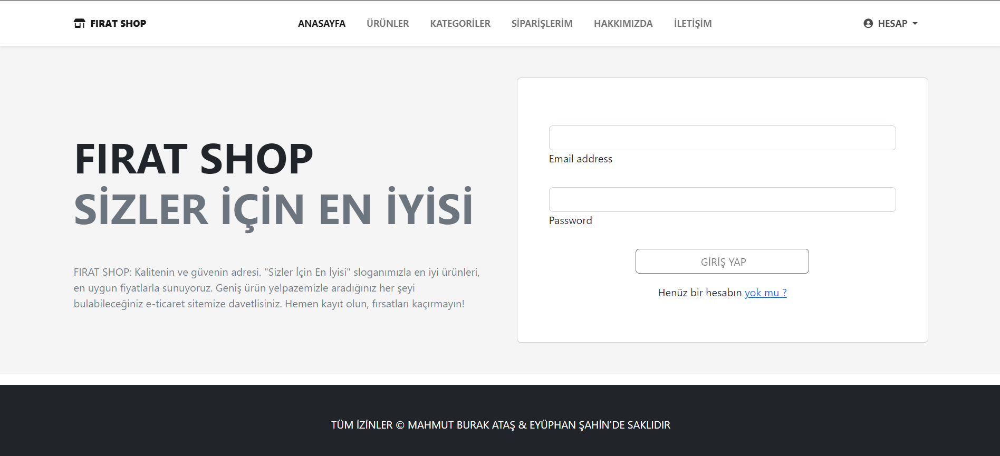 FIRAT SHOP
ANASAYFA
ÜRÜNLER
KATEGORİLER
SİPARİŞLERİM
HAKKIMIZDA
İLETİŞİM
HESAP
FIRAT SHOP
SİZLER İÇİN EN İYİSİ
FIRAT SHOP: Kalitenin ve güvenin adresi. "Sizler İçin En İyisi" sloganımızla en iyi ürünleri,
en uygun fiyatlarla sunuyoruz. Geniş ürün yelpazemizle aradığınız her şeyi
bulabileceğiniz e-ticaret sitemize davetlisiniz. Hemen kayıt olun, fırsatları kaçırmayın!
Email address
Password
GİRİŞ YAP
Henüz bir hesabın yok mu ?
TÜM İZİNLER © MAHMUT BURAK ATAŞ & EYÜPHAN ŞAHİN'DE SAKLIDIR